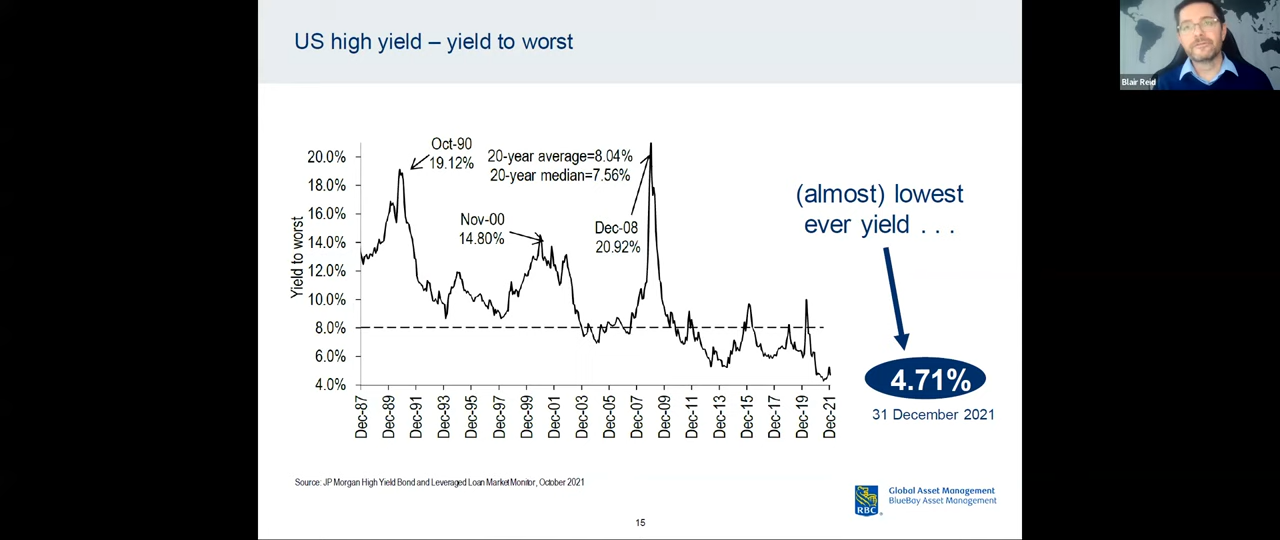 US high yield – yield to worst
Blair Reid
Oct-90
19.12%
20-year average=8.04%
20-year median=7.56%
Nov-00
14.80%
Dec-08
20.92%
(almost) lowest
ever yield . . .
4.71%
31 December 2021
Yield to worst
20.0%
18.0%
16.0%
14.0%
12.0%
10.0%
8.0%
6.0%
4.0%
Dec-87
Dec-89
Dec-91
Dec-93
Dec-95
Dec-97
Dec-99
Dec-01
Dec-03
Dec-05
Dec-07
Dec-09
Dec-11
Dec-13
Dec-15
Dec-17
Dec-19
Dec-21
Source: JP Morgan High Yield Bond and Leveraged Loan Market Monitor, October 2021
RBC
®
Global Asset Management
BlueBay Asset Management
15